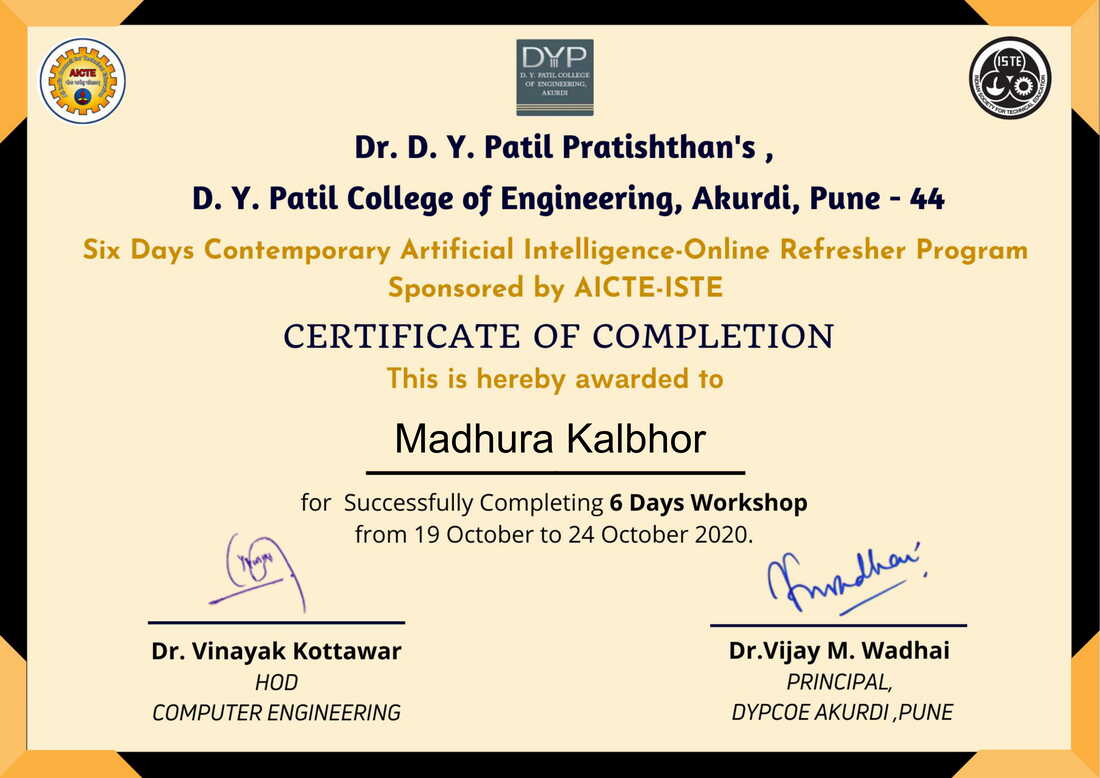 AICTE
DYP
D. Y. PATIL COLLEGE
OF ENGINEERING,
AKURDI
ISTE
INDIAN SOCIETY FOR TECHNICAL EDUCATION
Dr. D. Y. Patil Pratishthan's ,
D. Y. Patil College of Engineering, Akurdi, Pune - 44
Six Days Contemporary Artificial Intelligence-Online Refresher Program
Sponsored by AICTE-ISTE
CERTIFICATE OF COMPLETION
This is hereby awarded to
Madhura Kalbhor
for Successfully Completing 6 Days Workshop
from 19 October to 24 October 2020.
Dr. Vinayak Kottawar
HOD
COMPUTER ENGINEERING
Dr.Vijay M. Wadhai
PRINCIPAL,
DYPCOE AKURDI ,PUNE